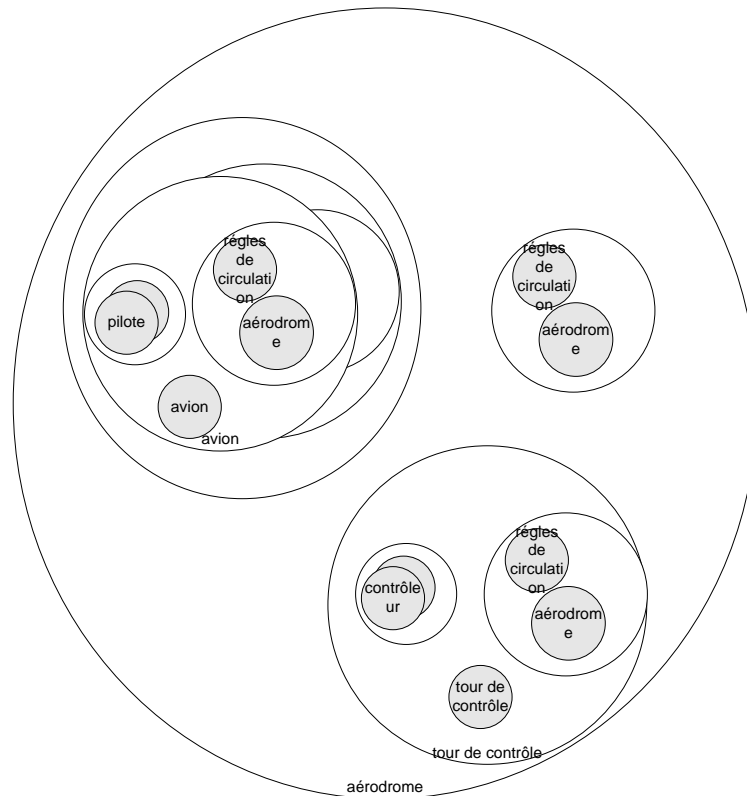 régles
de
circulati
on
aérodrom
e
pilote
avion
avion
régles
de
circulati
on
aérodrom
e
régles
de
circulati
on
aérodrom
e
contrôle
ur
tour de
contrôle
tour de contrôle
aérodrome